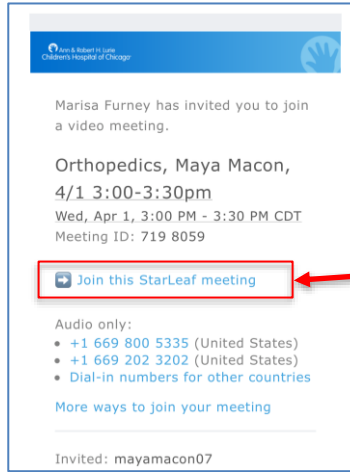 Ann & Robert H. Lurie
Children's Hospital of Chicago
Marisa Furney has invited you to join
a video meeting.
Orthopedics, Maya Macon,
4/1 3:00-3:30pm
Wed, Apr 1, 3:00 PM - 3:30 PM CDT
Meeting ID: 719 8059
Join this StarLeaf meeting
Audio only:
• +1 669 800 5335 (United States)
• +1 669 202 3202 (United States)
• Dial-in numbers for other countries
More ways to join your meeting
Invited: mayamacon07